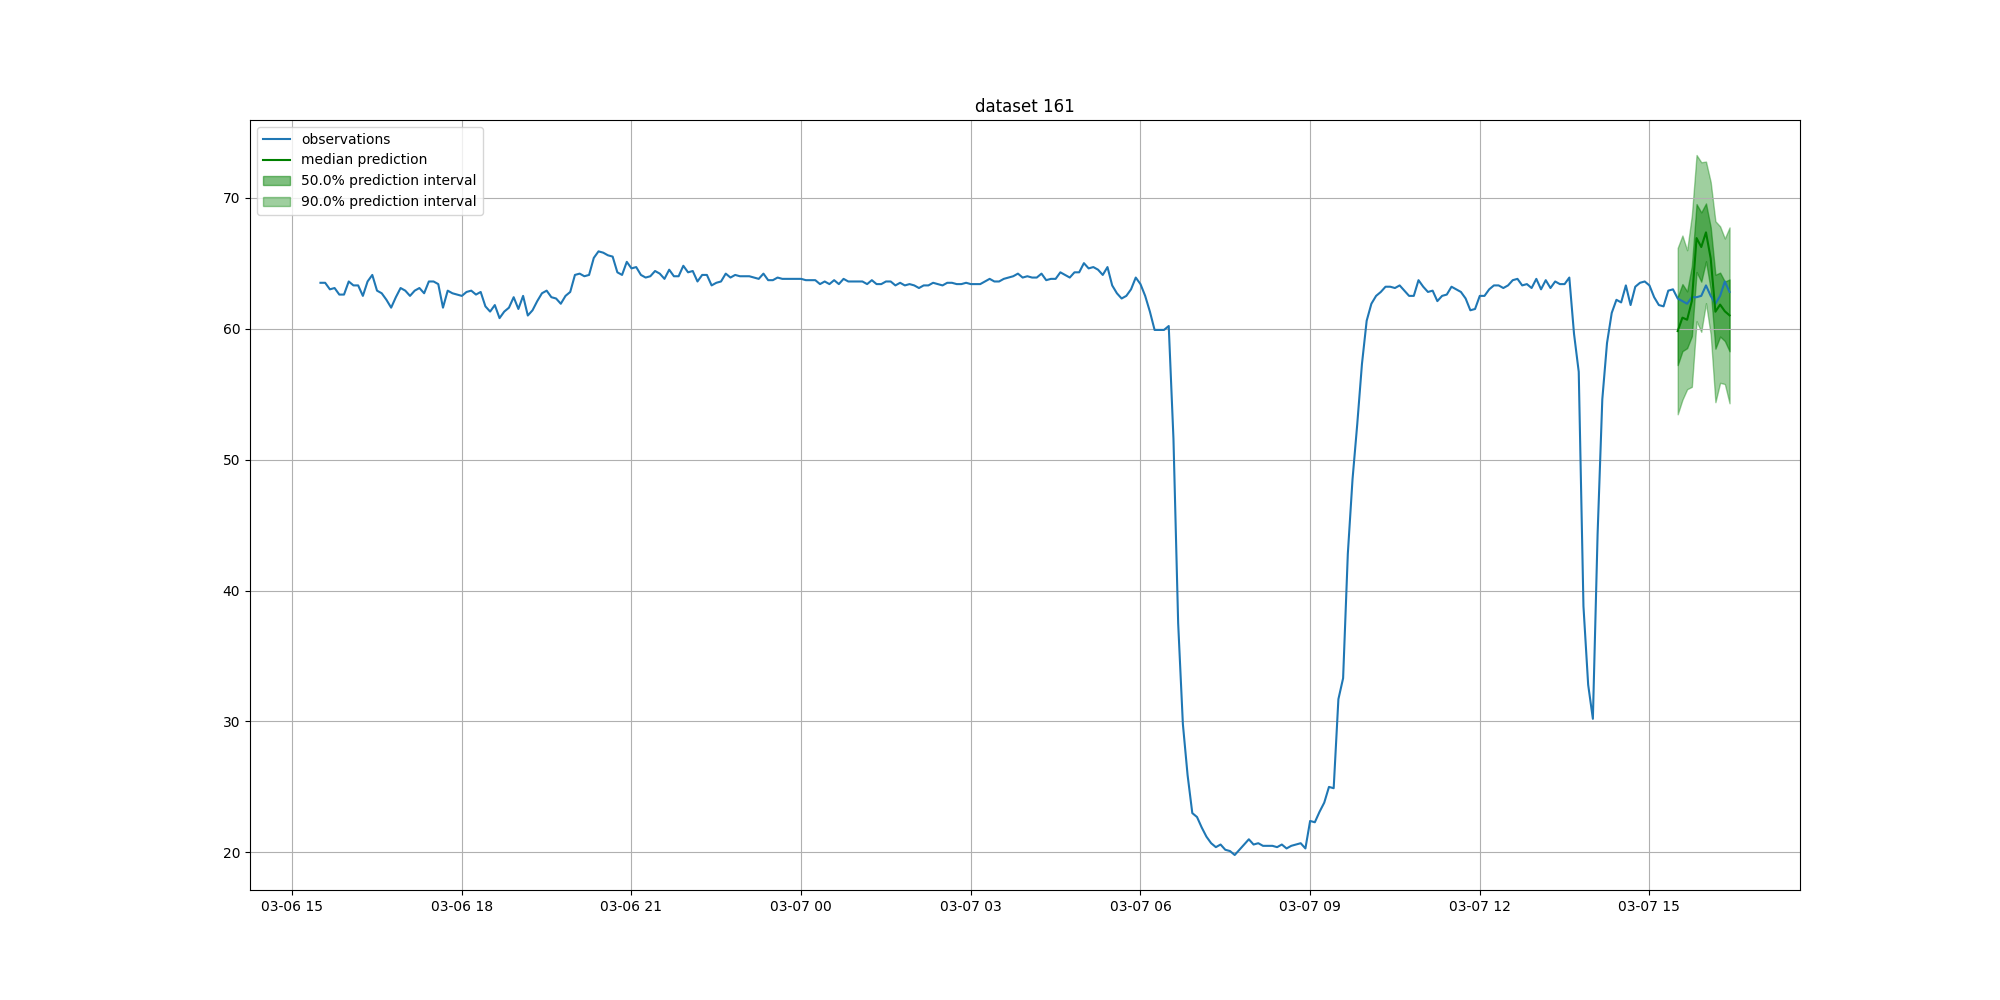 dataset 161
observations
median prediction
50.0% prediction interval
90.0% prediction interval
70
60
50
40
30
20
03-06 15 03-06 18 03-06 21 03-07 00 03-07 03 03-07 06 03-07 09 03-07 12 03-07 15